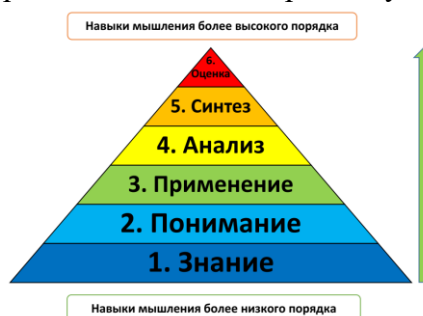 Навыки мышления более высокого порядка
6.
Оценка
5. Синтез
4. Анализ
3. Применение
2. Понимание
1. Знание
Навыки мышления более низкого порядка